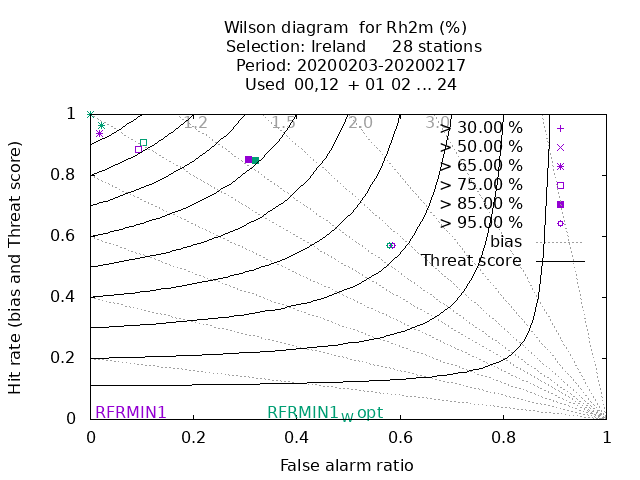 Wilson diagram  for Rh2m (%)
Selection: Ireland     28 stations
Period: 20200203-20200217
Used  00,12  + 01 02 ... 24
1.2 1.5 2.0 3.0
> 30.00 %
> 50.00 %
> 65.00 %
> 75.00 %
> 85.00 %
> 95.00 %
bias
Threat score
1
0.8
0.6
0.4
0.2
0
Hit rate (bias and Threat score)
RFRMIN1 RFRMIN1w opt
0 0.2 0.4 0.6 0.8 1
False alarm ratio